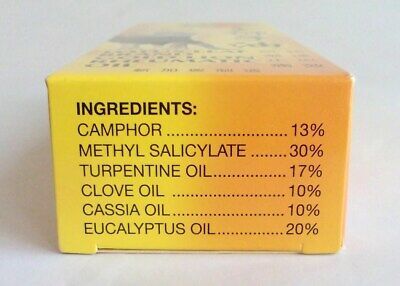 INGREDIENTS:
CAMPHOR ........................... 13%
METHYL SALICYLATE ........ 30%
TURPENTINE OIL................ 17%
CLOVE OIL ......................... 10%
CASSIA OIL........................ 10%
EUCALYPTUS OIL.............. 20%